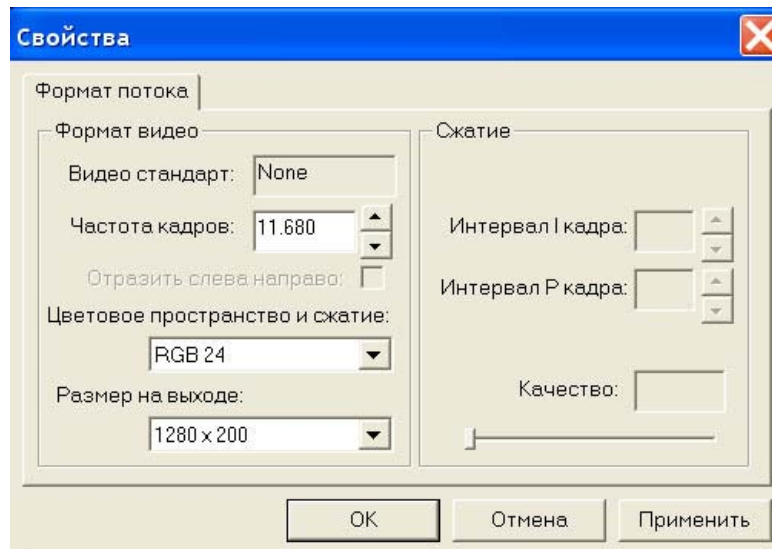 Свойства
Формат потока
Формат видео
Видео стандарт: None
Частота кадров: 11.680
Отразить слева направо:
Цветовое пространство и сжатие:
RGB 24
Размер на выходе:
1280 x 200
Сжатие
Интервал I кадра:
Интервал P кадра:
Качество:
OK
Отмена
Применить